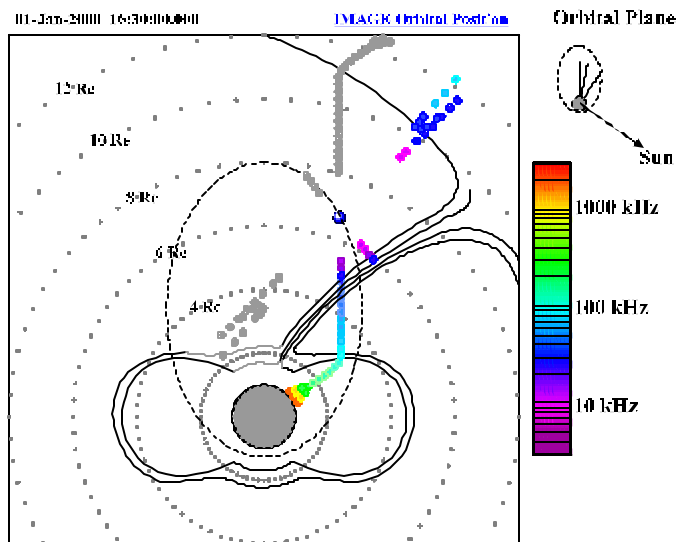 01-Jan-2000 16:30:00.000
IMAGE Orbital Position
Orbital Plane
12 Re
10 Re
8 Re
6 Re
4 Re
Sun
1000 kHz
100 kHz
10 kHz